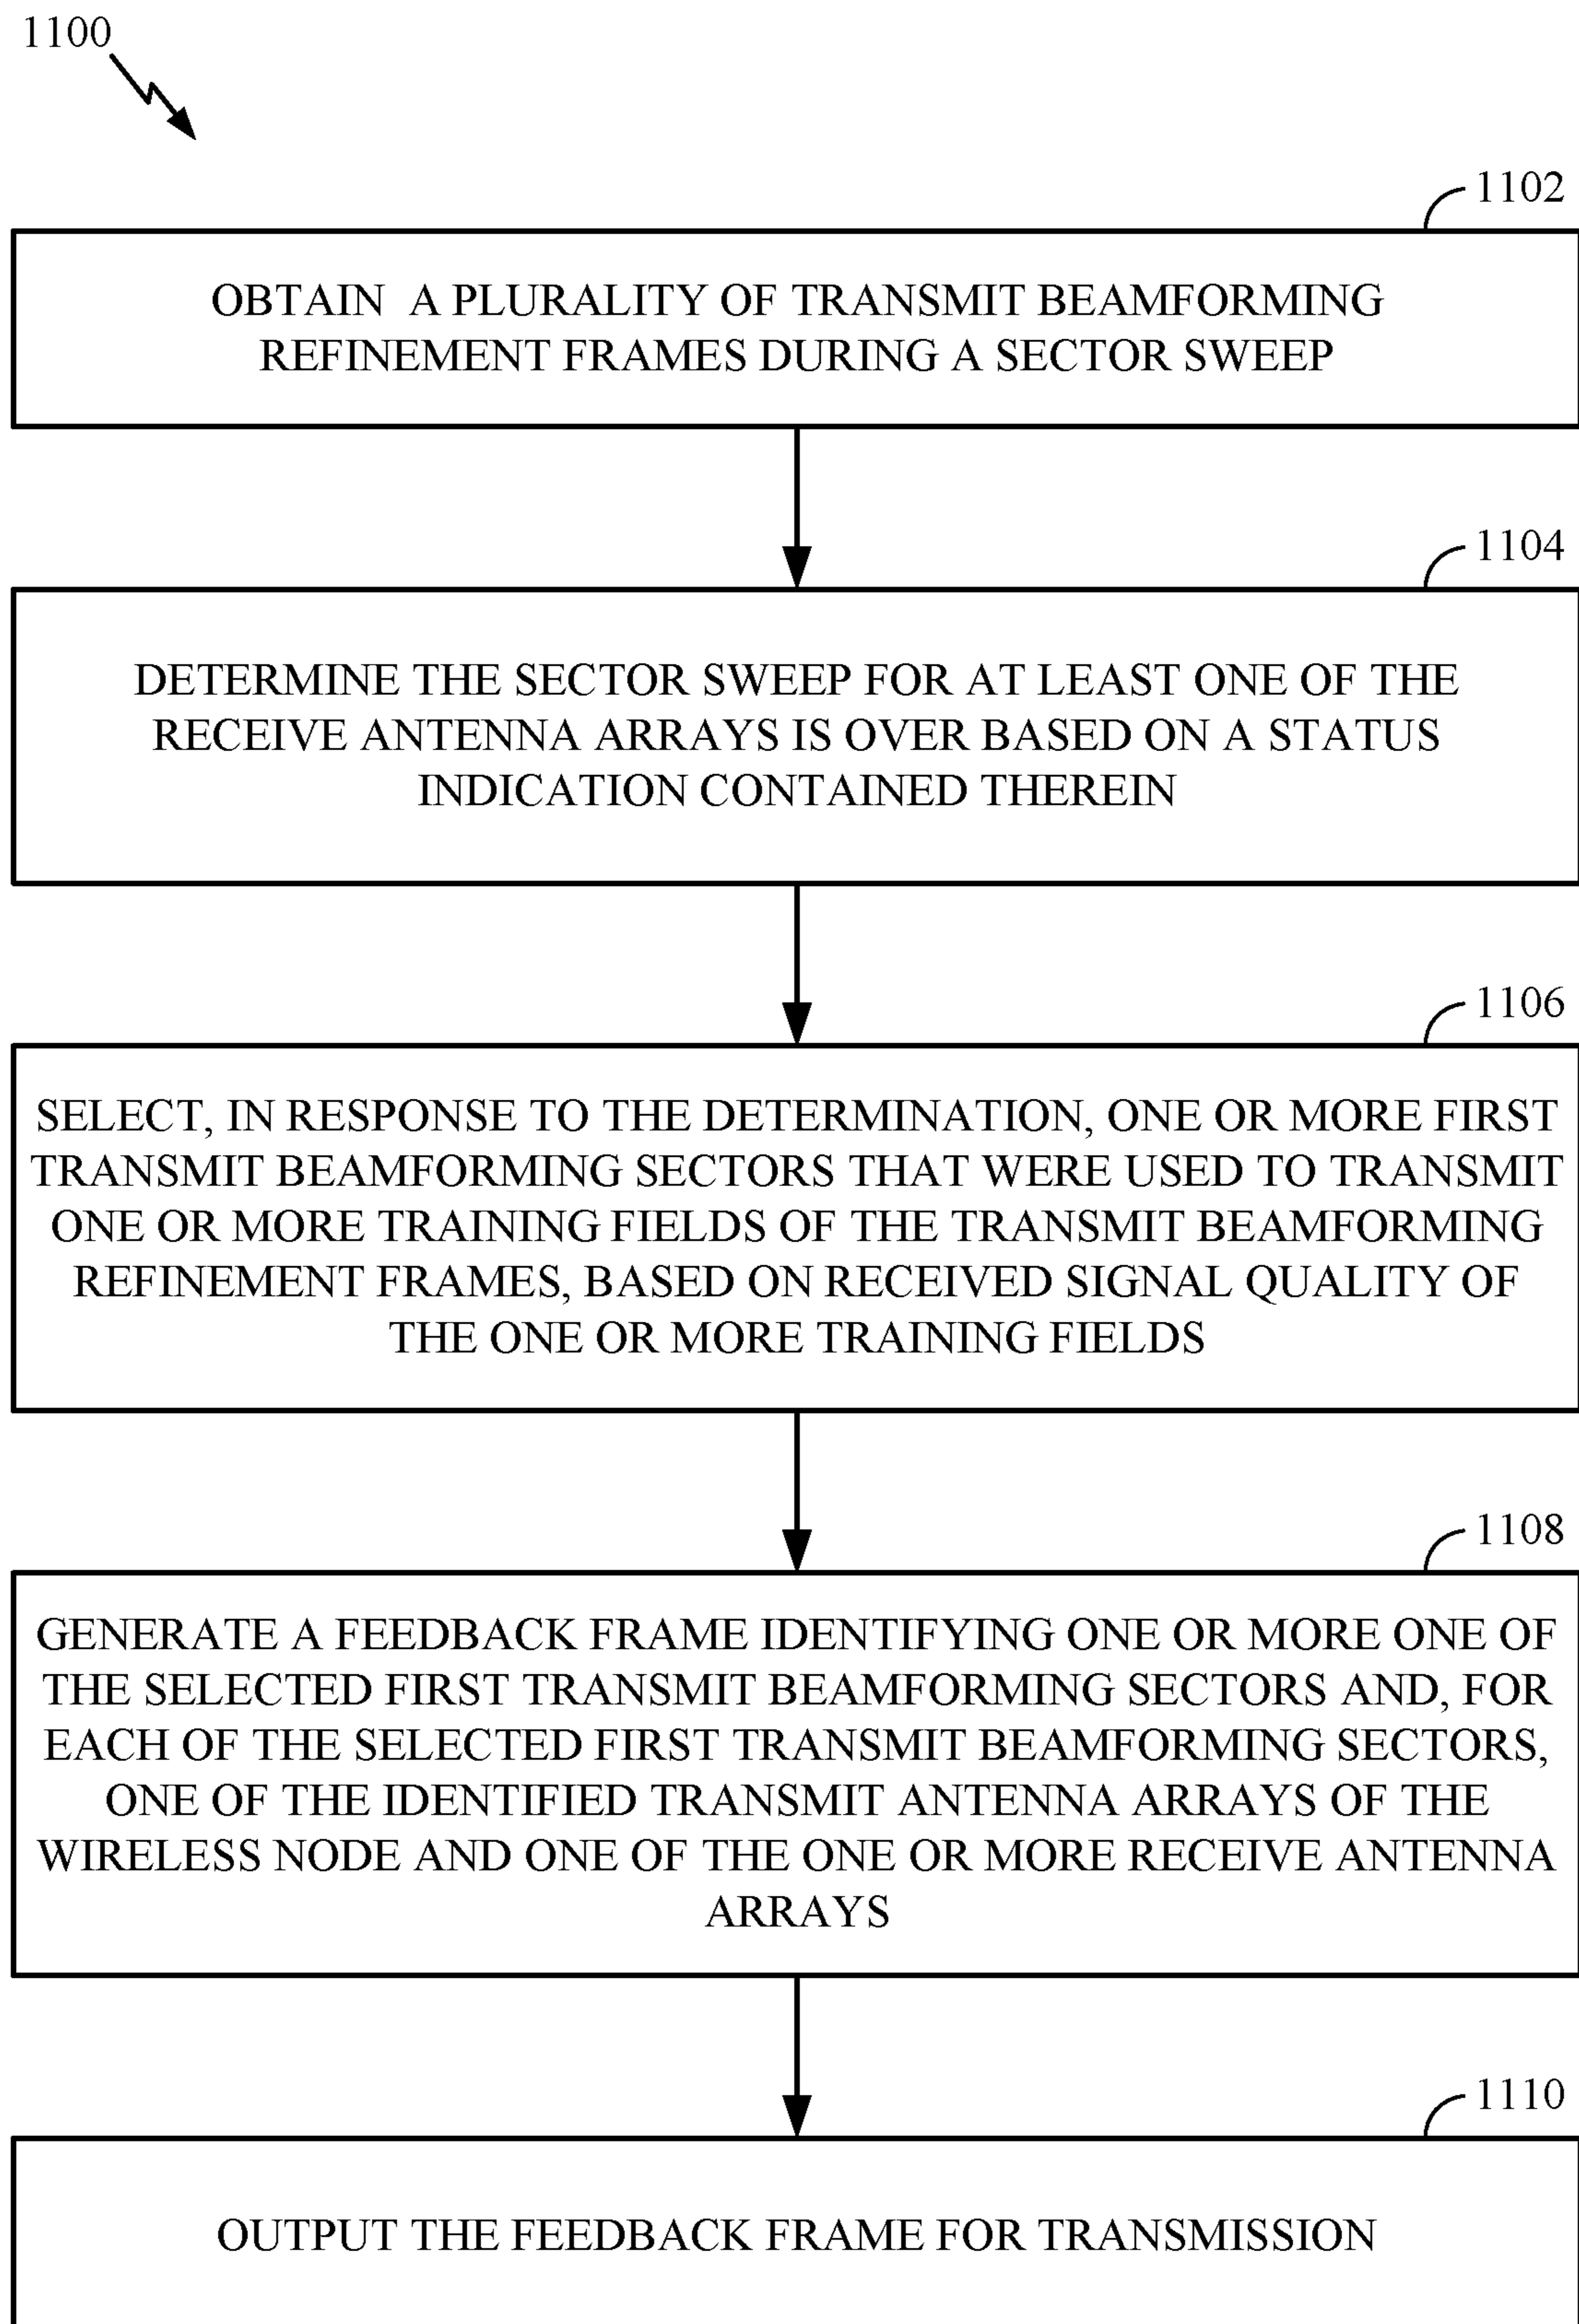 1100
1102
OBTAIN A PLURALITY OF TRANSMIT BEAMFORMING
REFINEMENT FRAMES DURING A SECTOR SWEEP
1104
DETERMINE THE SECTOR SWEEP FOR AT LEAST ONE OF THE
RECEIVE ANTENNA ARRAYS IS OVER BASED ON A STATUS
INDICATION CONTAINED THEREIN
1106
SELECT, IN RESPONSE TO THE DETERMINATION, ONE OR MORE FIRST
TRANSMIT BEAMFORMING SECTORS THAT WERE USED TO TRANSMIT
ONE OR MORE TRAINING FIELDS OF THE TRANSMIT BEAMFORMING
REFINEMENT FRAMES, BASED ON RECEIVED SIGNAL QUALITY OF
THE ONE OR MORE TRAINING FIELDS
1108
GENERATE A FEEDBACK FRAME IDENTIFYING ONE OR MORE ONE OF
THE SELECTED FIRST TRANSMIT BEAMFORMING SECTORS AND, FOR
EACH OF THE SELECTED FIRST TRANSMIT BEAMFORMING SECTORS,
ONE OF THE IDENTIFIED TRANSMIT ANTENNA ARRAYS OF THE
WIRELESS NODE AND ONE OF THE ONE OR MORE RECEIVE ANTENNA
ARRAYS
1110
OUTPUT THE FEEDBACK FRAME FOR TRANSMISSION